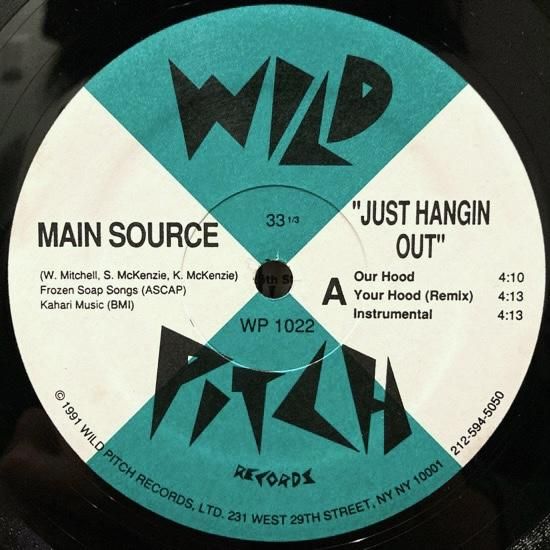 WILD
33 1/3
MAIN SOURCE
(W. Mitchell, S. McKenzie, K. McKenzie)
Frozen Soap Songs (ASCAP)
Kahari Music (BMI)
"JUST HANGIN
OUT"
A
Our Hood 4:10
Your Hood (Remix) 4:13
Instrumental 4:13
WP 1022
PITCH
RECORDS
© 1991 WILD PITCH RECORDS, LTD. 231 WEST 29TH STREET, NY NY 10001 212-594-5050